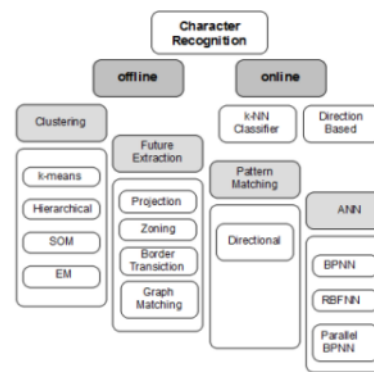 Character
Recognition
offline
online
Clustering
k-means
Hierarchical
SOM
EM
Future
Extraction
Projection
Zoning
Border
Transiction
Graph
Matching
k-NN
Classifier
Direction
Based
Pattern
Matching
Directional
ANN
BPNN
RBFNN
Parallel
BPNN